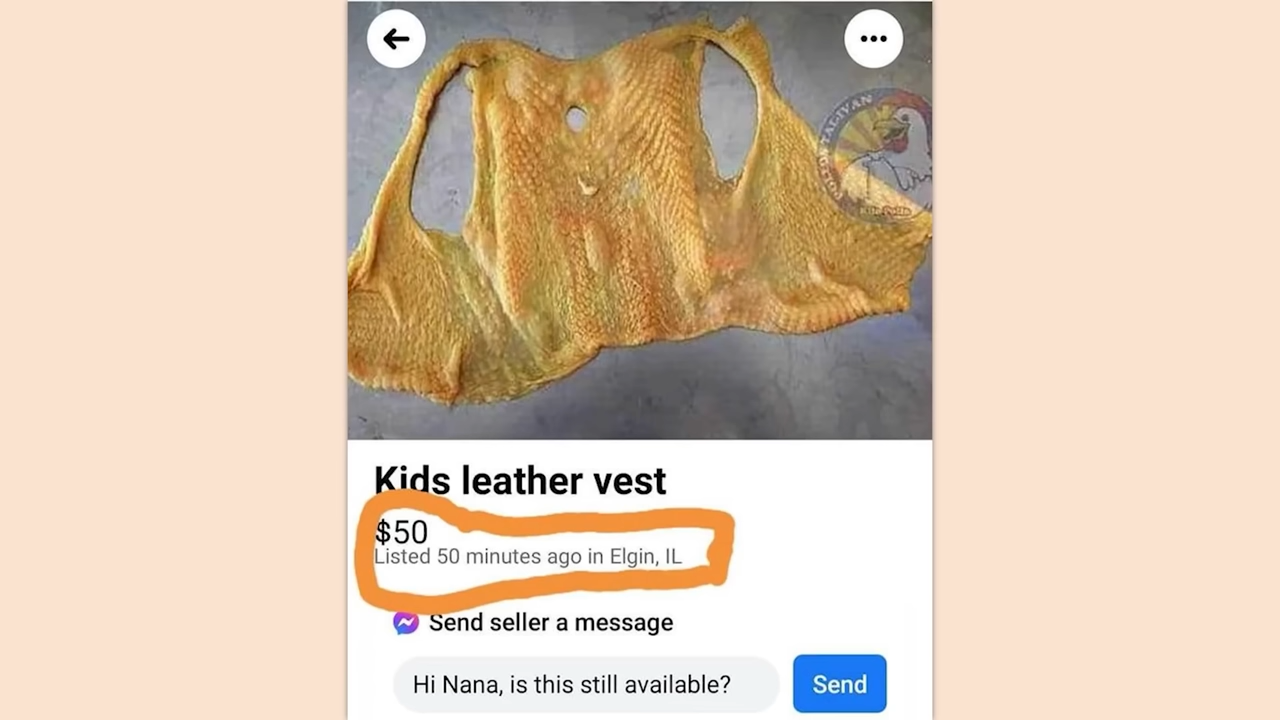 Kids leather vest
$50
Listed 50 minutes ago in Elgin, IL
Send seller a message
Hi Nana, is this still available?
Send